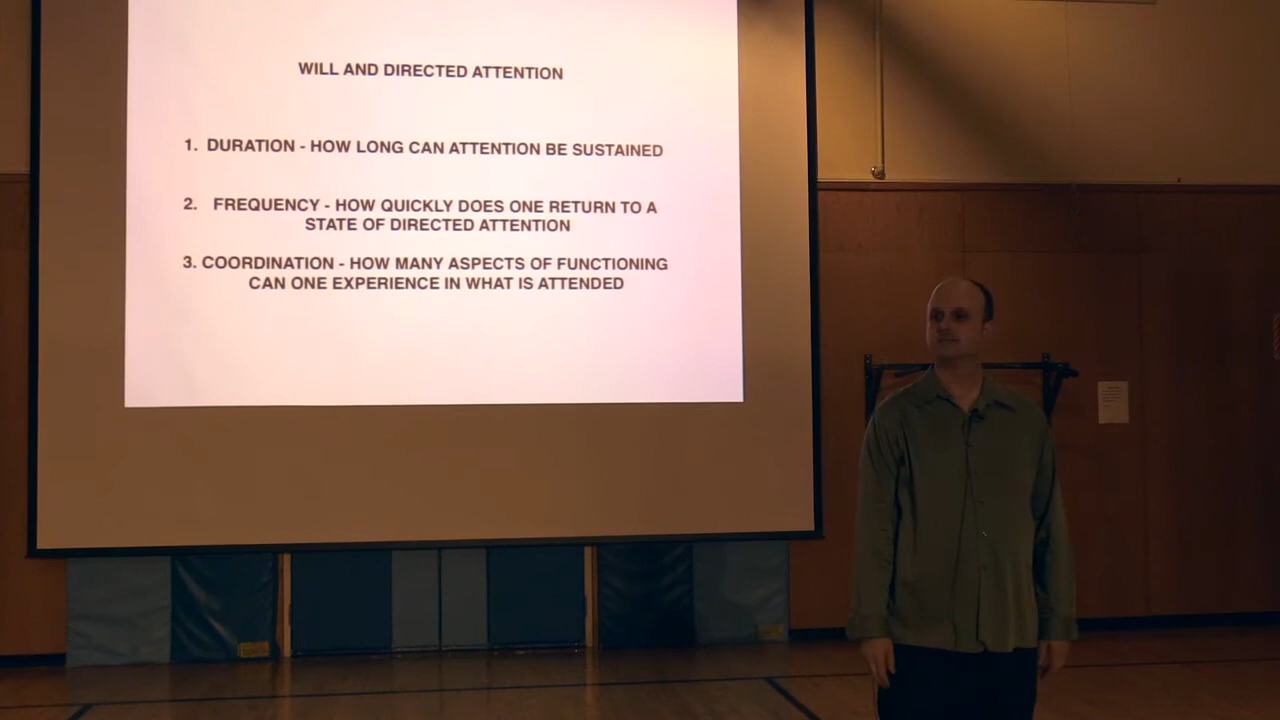 WILL AND DIRECTED ATTENTION
1. DURATION - HOW LONG CAN ATTENTION BE SUSTAINED
2. FREQUENCY - HOW QUICKLY DOES ONE RETURN TO A
STATE OF DIRECTED ATTENTION
3. COORDINATION - HOW MANY ASPECTS OF FUNCTIONING
CAN ONE EXPERIENCE IN WHAT IS ATTENDED